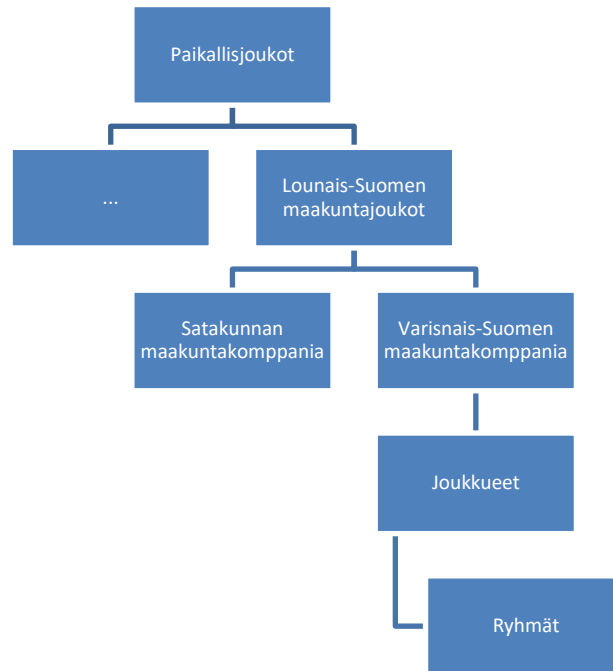 Paikallisjoukot
...
Lounais-Suomen
maakuntajoukot
Satakunnan
maakuntakomppania
Varisnais-Suomen
maakuntakomppania
Joukkueet
Ryhmät